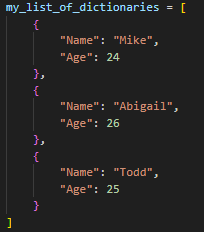 my_list_of_dictionaries = [
    {
        "Name": "Mike",
        "Age": 24
    },
    {
        "Name": "Abigail",
        "Age": 26
    },
    {
        "Name": "Todd",
        "Age": 25
    }
]